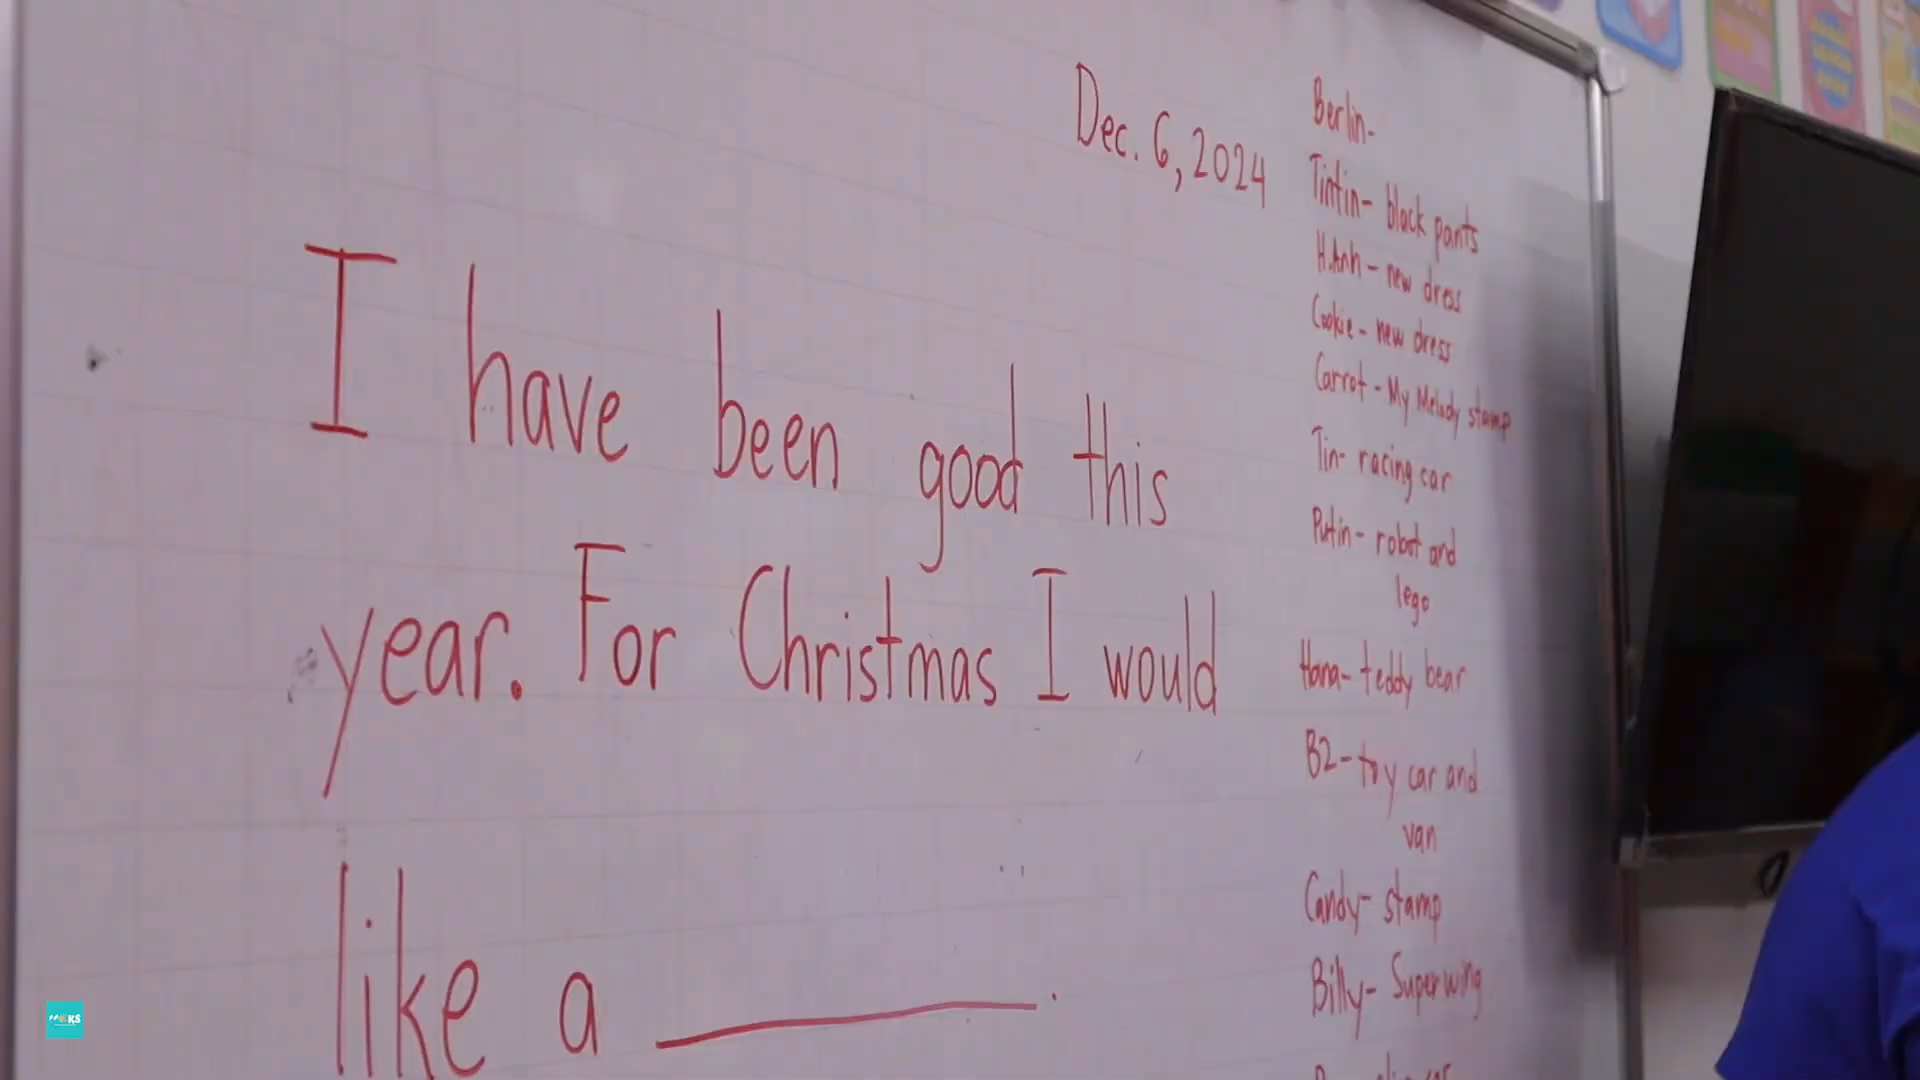 Dec. 6, 2024
I have been good this
year. For Christmas I would
like a ________.
Berlin-
Tintin- black pants
H.Anh - new dress
Cookie - new dress
Carrot - My Melody stamp
Tin- racing car
Putin- robot and
lego
Hana- teddy bear
B2- toy car and
van
Candy- stamp
Billy- Superwing